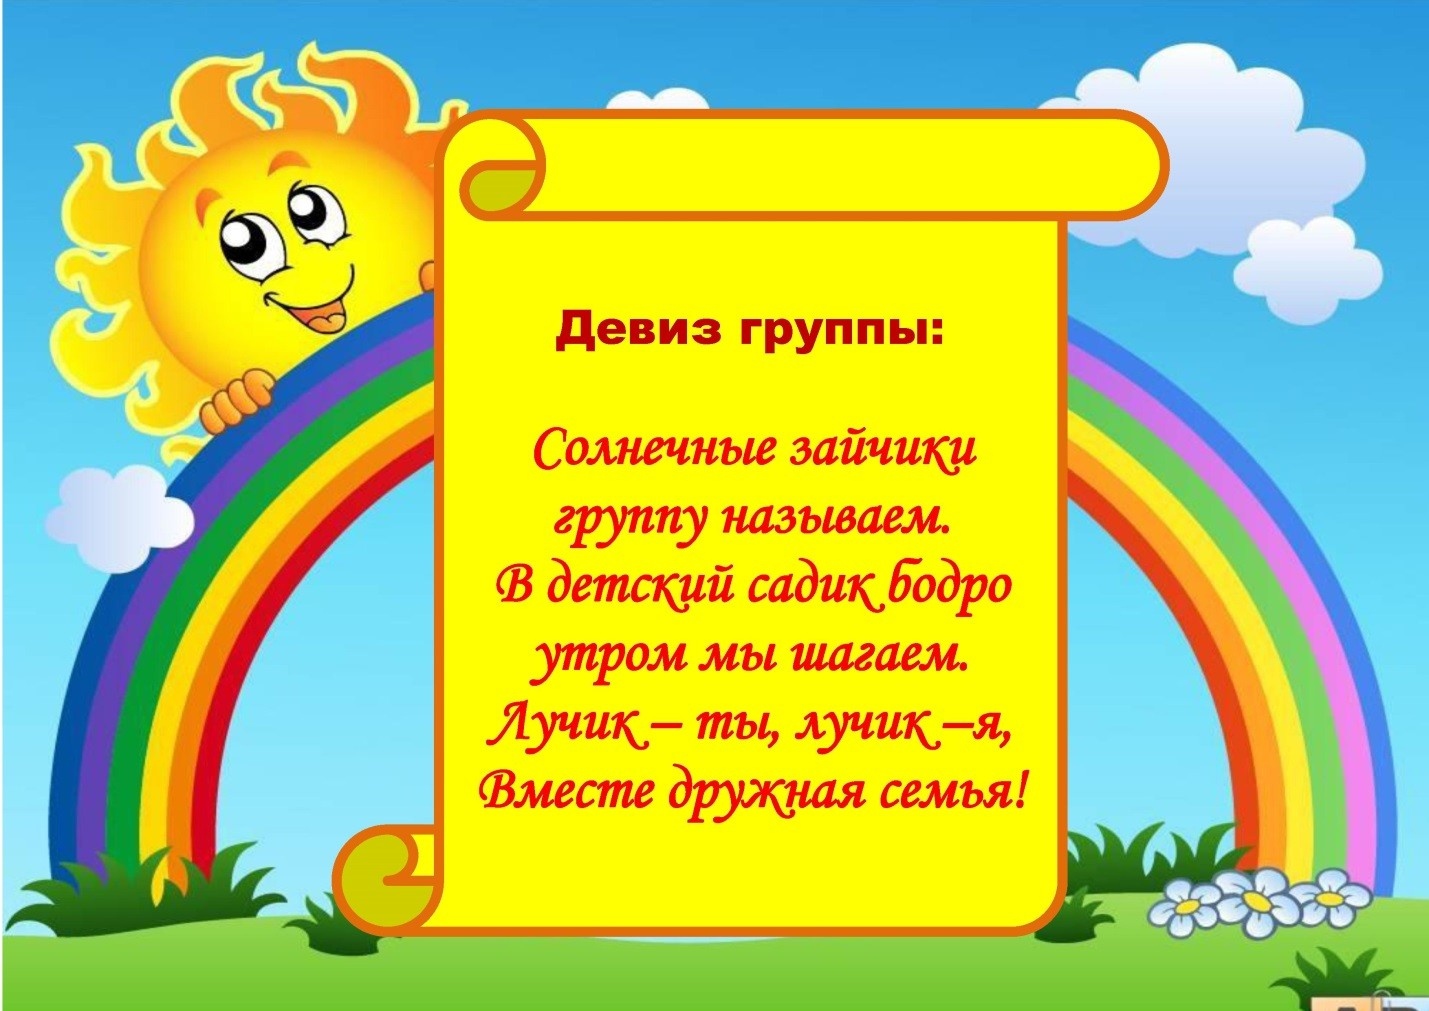 Девиз группы:
Солнечные зайчики
группу называем.
В детский садик бодро
утром мы шагаем.
Лучик – ты, лучик –я,
Вместе дружная семья!